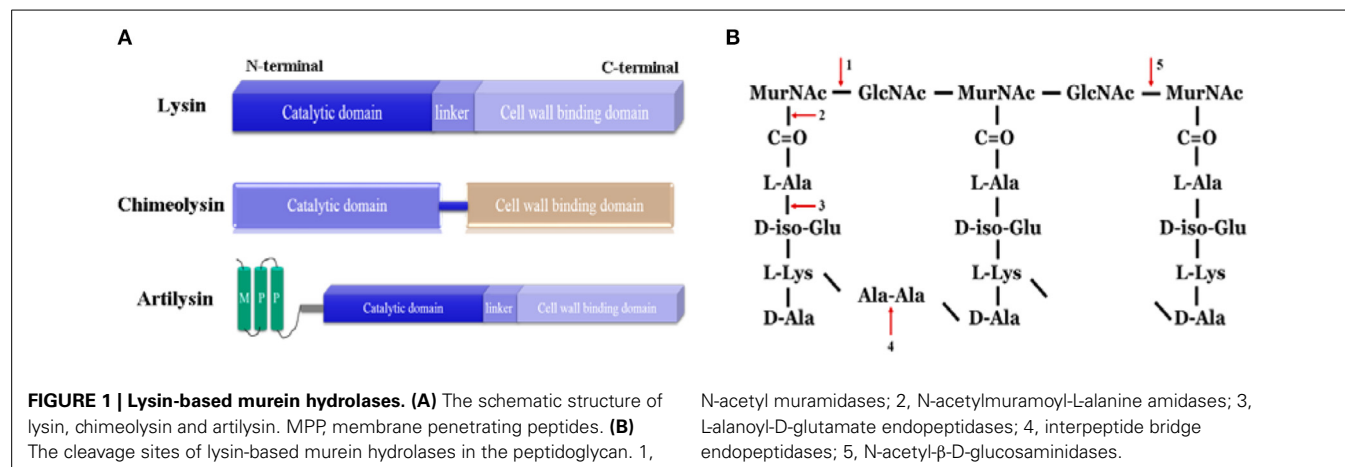 A
N-terminal C-terminal
Lysin
Catalytic domain linker Cell wall binding domain
Chimeolysin
Catalytic domain Cell wall binding domain
Artilysin
M P P
Catalytic domain linker Cell wall binding domain
B
1 5
MurNAc GlcNAc MurNAc GlcNAc MurNAc
2
C=O C=O C=O
L-Ala L-Ala L-Ala
3
D-iso-Glu D-iso-Glu D-iso-Glu
L-Lys L-Lys L-Lys
Ala-Ala
D-Ala D-Ala D-Ala
4
FIGURE 1 | Lysin-based murein hydrolases. (A) The schematic structure of
lysin, chimeolysin and artilysin. MPP, membrane penetrating peptides. (B)
The cleavage sites of lysin-based murein hydrolases in the peptidoglycan. 1,
N-acetyl muramidases; 2, N-acetylmuramoyl-L-alanine amidases; 3,
L-alanoyl-D-glutamate endopeptidases; 4, interpeptide bridge
endopeptidases; 5, N-acetyl-β-D-glucosaminidases.